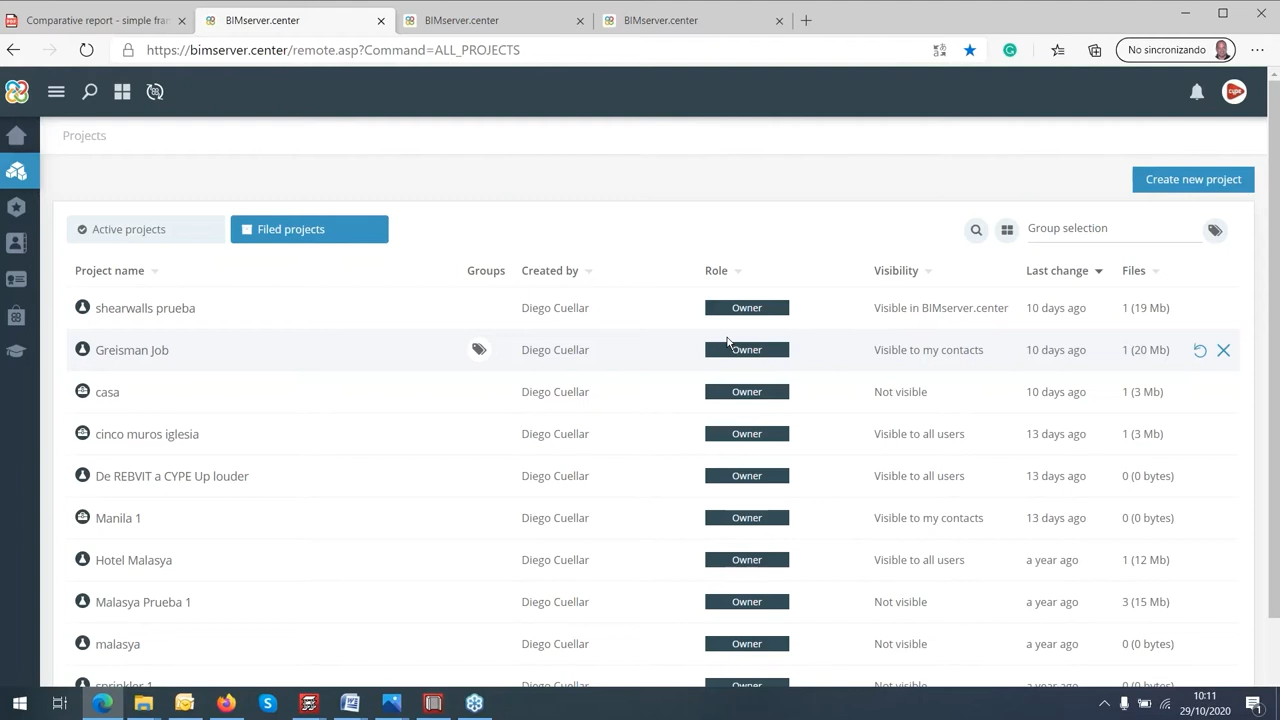 Comparative report - simple fra
BIMserver.center
BIMserver.center
BIMserver.center
https://bimserver.center/remote.asp?Command=ALL_PROJECTS
No sincronizando
cype
Projects
Create new project
Active projects
Filed projects
Group selection
Project name Groups Created by Role Visibility Last change Files
shearwalls prueba Diego Cuellar Owner Visible in BIMserver.center 10 days ago 1 (19 Mb)
Greisman Job Diego Cuellar Owner Visible to my contacts 10 days ago 1 (20 Mb)
casa Diego Cuellar Owner Not visible 10 days ago 1 (3 Mb)
cinco muros iglesia Diego Cuellar Owner Visible to all users 13 days ago 1 (3 Mb)
De REBVIT a CYPE Up louder Diego Cuellar Owner Visible to all users 13 days ago 0 (0 bytes)
Manila 1 Diego Cuellar Owner Visible to my contacts 13 days ago 0 (0 bytes)
Hotel Malasya Diego Cuellar Owner Visible to all users a year ago 1 (12 Mb)
Malasya Prueba 1 Diego Cuellar Owner Not visible a year ago 3 (15 Mb)
malasya Diego Cuellar Owner Not visible a year ago 0 (0 bytes)
sprinkler 1 Diego Cuellar Owner Not visible a year ago 0 (0 bytes)
10:11
29/10/2020